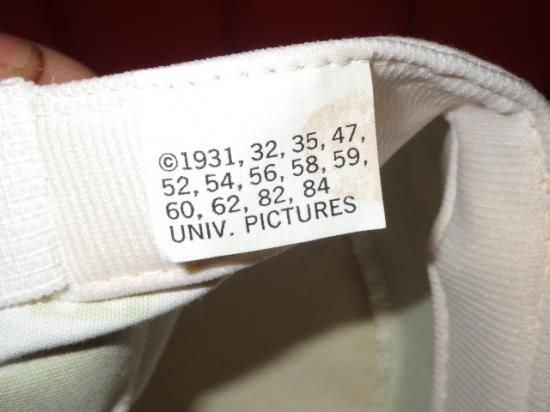 ©1931, 32, 35, 47,
52, 54, 56, 58, 59,
60, 62, 82, 84
UNIV. PICTURES